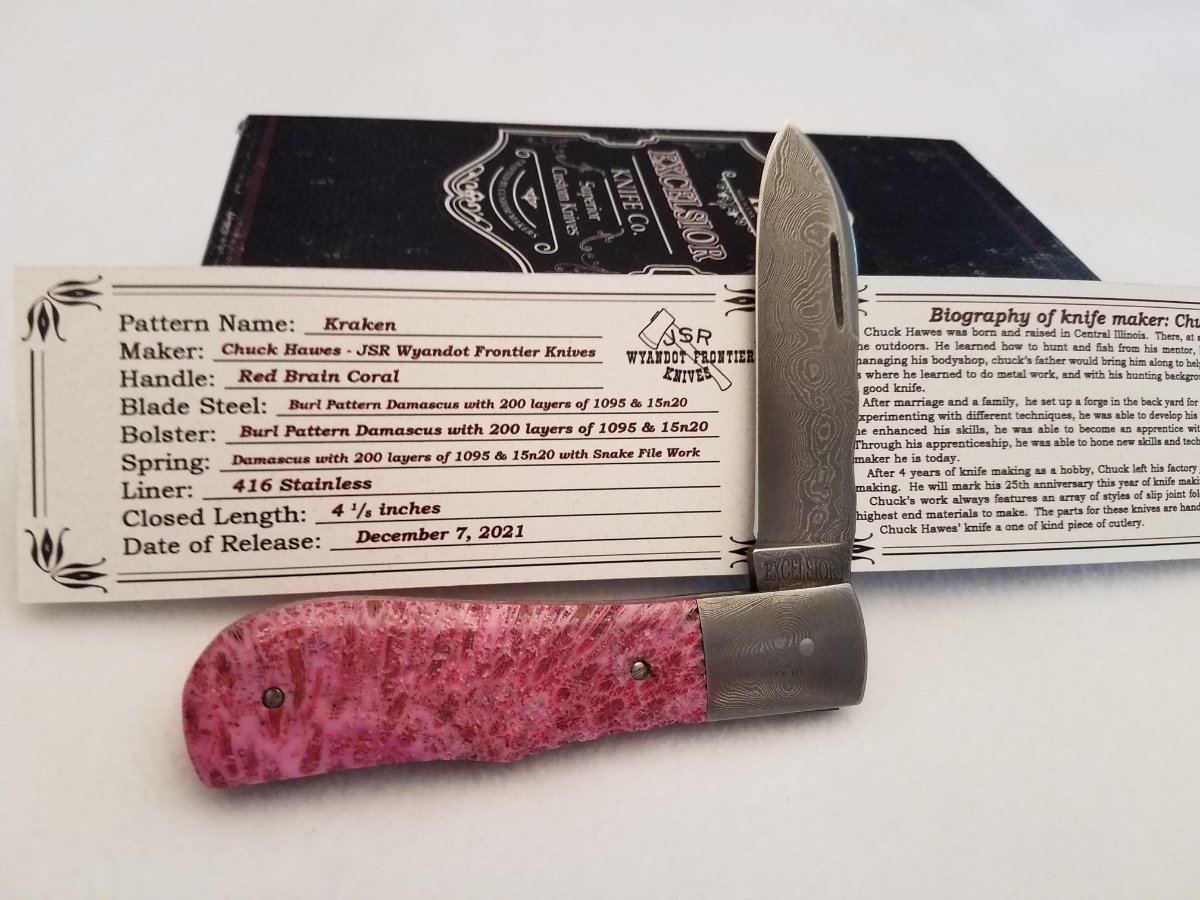 EXCELSIOR
KNIFE Co.
Superior
Custom Knives
Pattern Name: Kraken
Maker: Chuck Hawes - JSR Wyandot Frontier Knives
Handle: Red Brain Coral
Blade Steel: Burl Pattern Damascus with 200 layers of 1095 & 15n20
Bolster: Burl Pattern Damascus with 200 layers of 1095 & 15n20
Spring: Damascus with 200 layers of 1095 & 15n20 with Snake File Work
Liner: 416 Stainless
Closed Length: 4 1/8 inches
Date of Release: December 7, 2021
JSR
WYANDOT FRONTIER
KNIVES
EXCELSIOR
Biography of knife maker: Chu
Chuck Hawes was born and raised in Central Illinois. There, at
he outdoors. He learned how to hunt and fish from his mentor,
managing his bodyshop, chuck's father would bring him along to help
s where he learned to do metal work, and with his hunting backgrou
good knife.
After marriage and a family, he set up a forge in the back yard for
experimenting with different techniques, he was able to develop his
he enhanced his skills, he was able to become an apprentice wit
Through his apprenticeship, he was able to hone new skills and tech
maker he is today.
After 4 years of knife making as a hobby, Chuck left his factory
making. He will mark his 25th anniversary this year of knife maki
Chuck's work always features an array of styles of slip joint fol
highest end materials to make. The parts for these knives are hand
Chuck Hawes' knife a one of kind piece of cutlery.